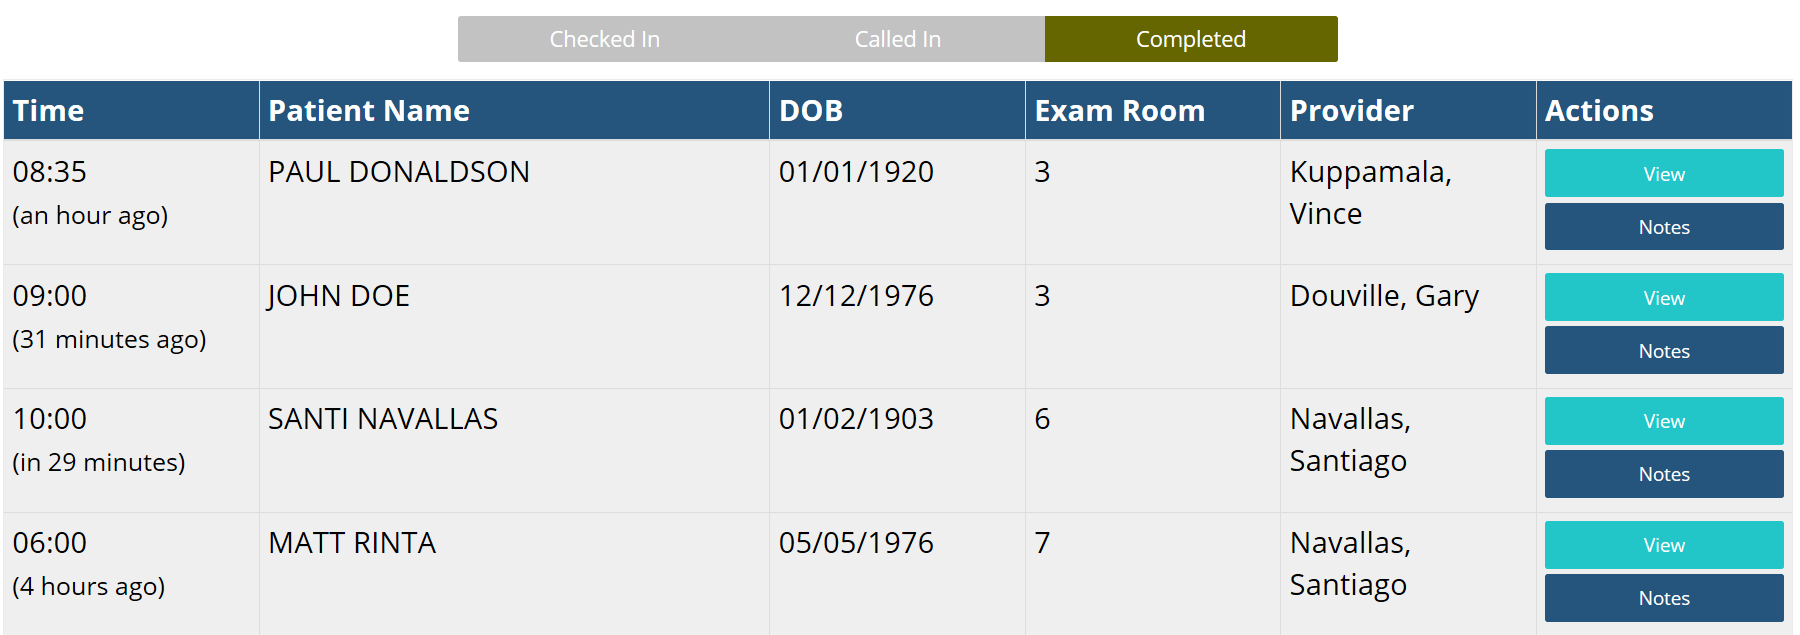 Checked In Called In Completed
Time Patient Name DOB Exam Room Provider Actions
08:35 PAUL DONALDSON 01/01/1920 3 Kuppamala, View
(an hour ago) Vince Notes
09:00 JOHN DOE 12/12/1976 3 Douville, Gary View
(31 minutes ago) Notes
10:00 SANTI NAVALLAS 01/02/1903 6 Navallas, View
(in 29 minutes) Santiago Notes
06:00 MATT RINTA 05/05/1976 7 Navallas, View
(4 hours ago) Santiago Notes